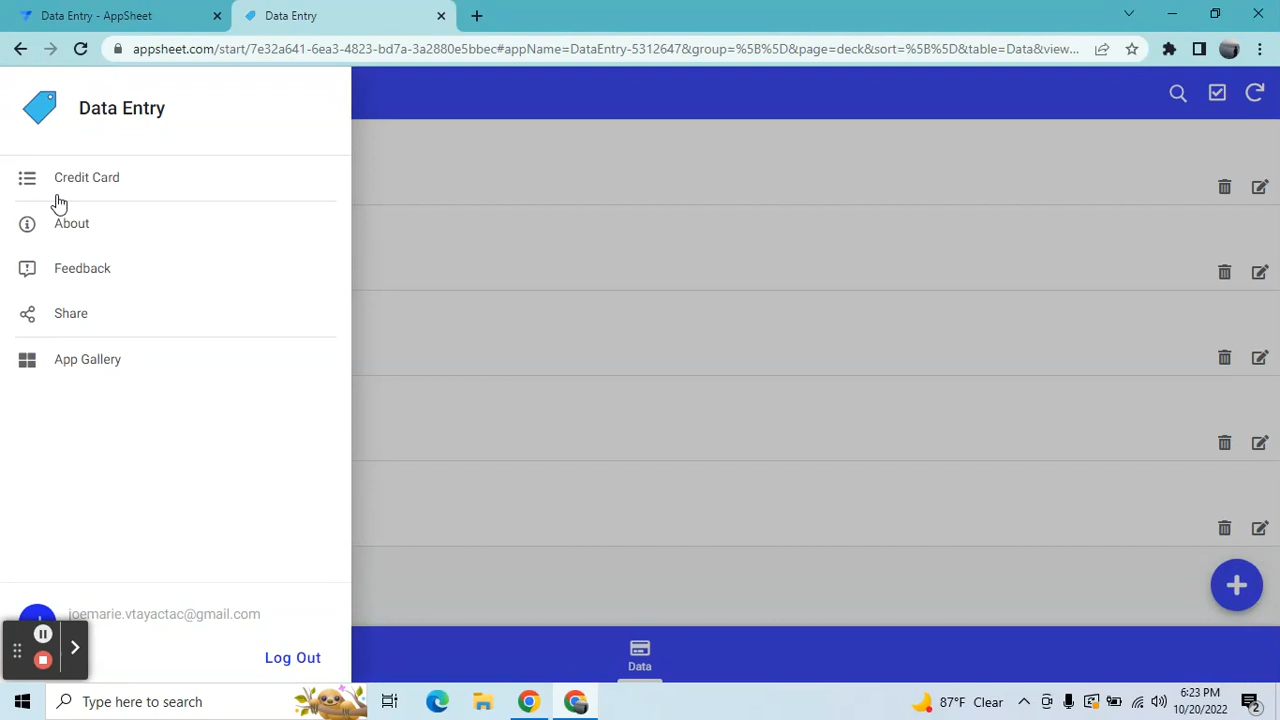 Data Entry - AppSheet
Data Entry
appsheet.com/start/7e32a641-6ea3-4823-bd7a-3a2880e5bbec#appName=DataEntry-5312647&group=%5B%5D&page=deck&sort=%5B%5D&table=Data&view...
Data Entry
Credit Card
About
Feedback
Share
App Gallery
joemarie.vtayactac@gmail.com
Log Out
Data
Type here to search
87°F Clear
6:23 PM
10/20/2022
2